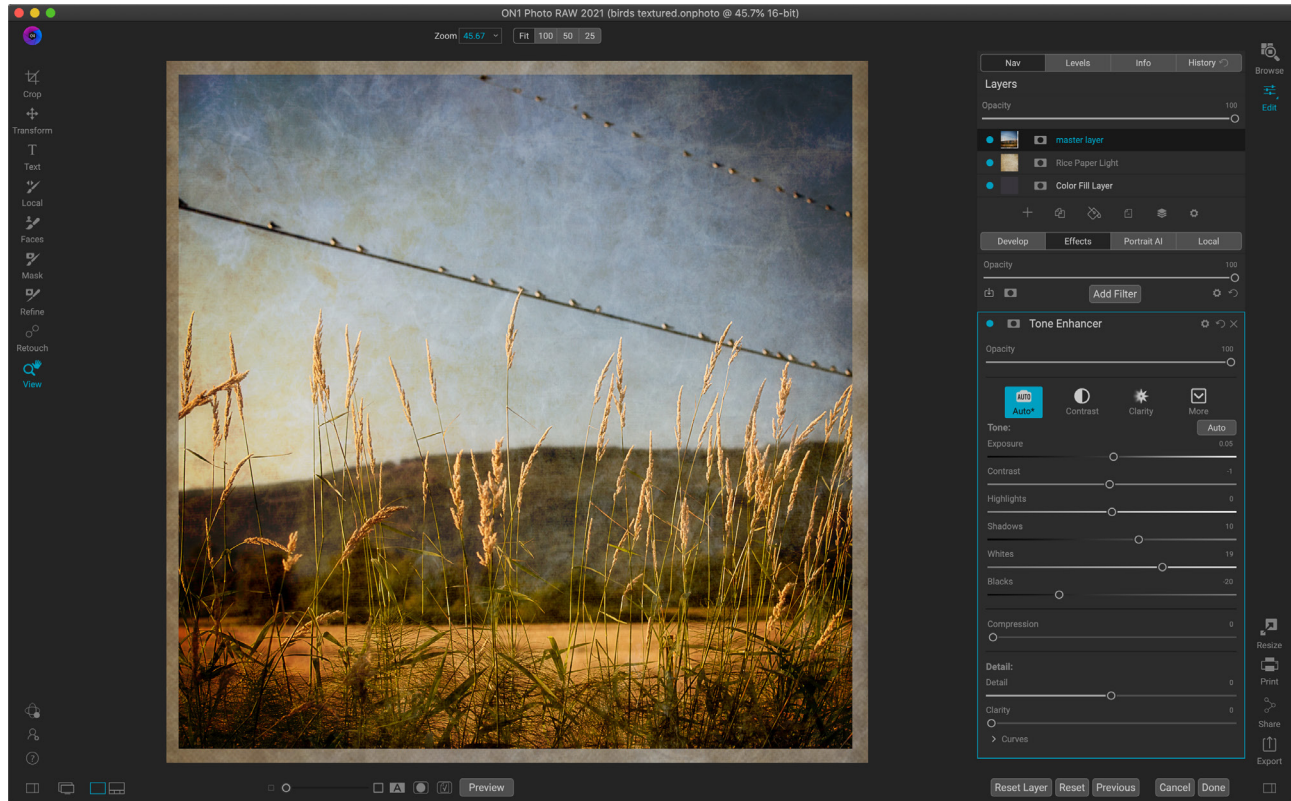 ON1 Photo RAW 2021 (birds textured.onphoto @ 45.7% 16-bit)
Zoom 45.67 Fit 100 50 25
Crop
Transform
Text
Local
Faces
Mask
Refine
Retouch
View
Nav Levels Info History
Layers
Opacity 100
master layer
Rice Paper Light
Color Fill Layer
Develop Effects Portrait AI Local
Opacity 100
Add Filter
Tone Enhancer
Opacity 100
AUTO
Auto* Contrast Clarity More
Tone: Auto
Exposure 0.05
Contrast -1
Highlights 0
Shadows 10
Whites 19
Blacks -20
Compression 0
Detail:
Detail 0
Clarity 0
Curves
Browse
Edit
Resize
Print
Share
Export
A Preview
Reset Layer Reset Previous Cancel Done